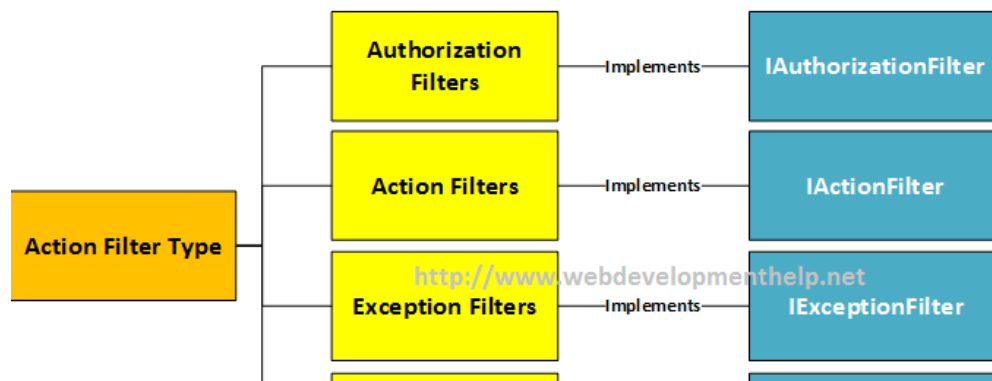 Authorization
Filters
Implements
IAuthorizationFilter
Action Filters
Implements
IActionFilter
Action Filter Type
http://www.webdevelopmenthelp.net
Exception Filters
Implements
IExceptionFilter